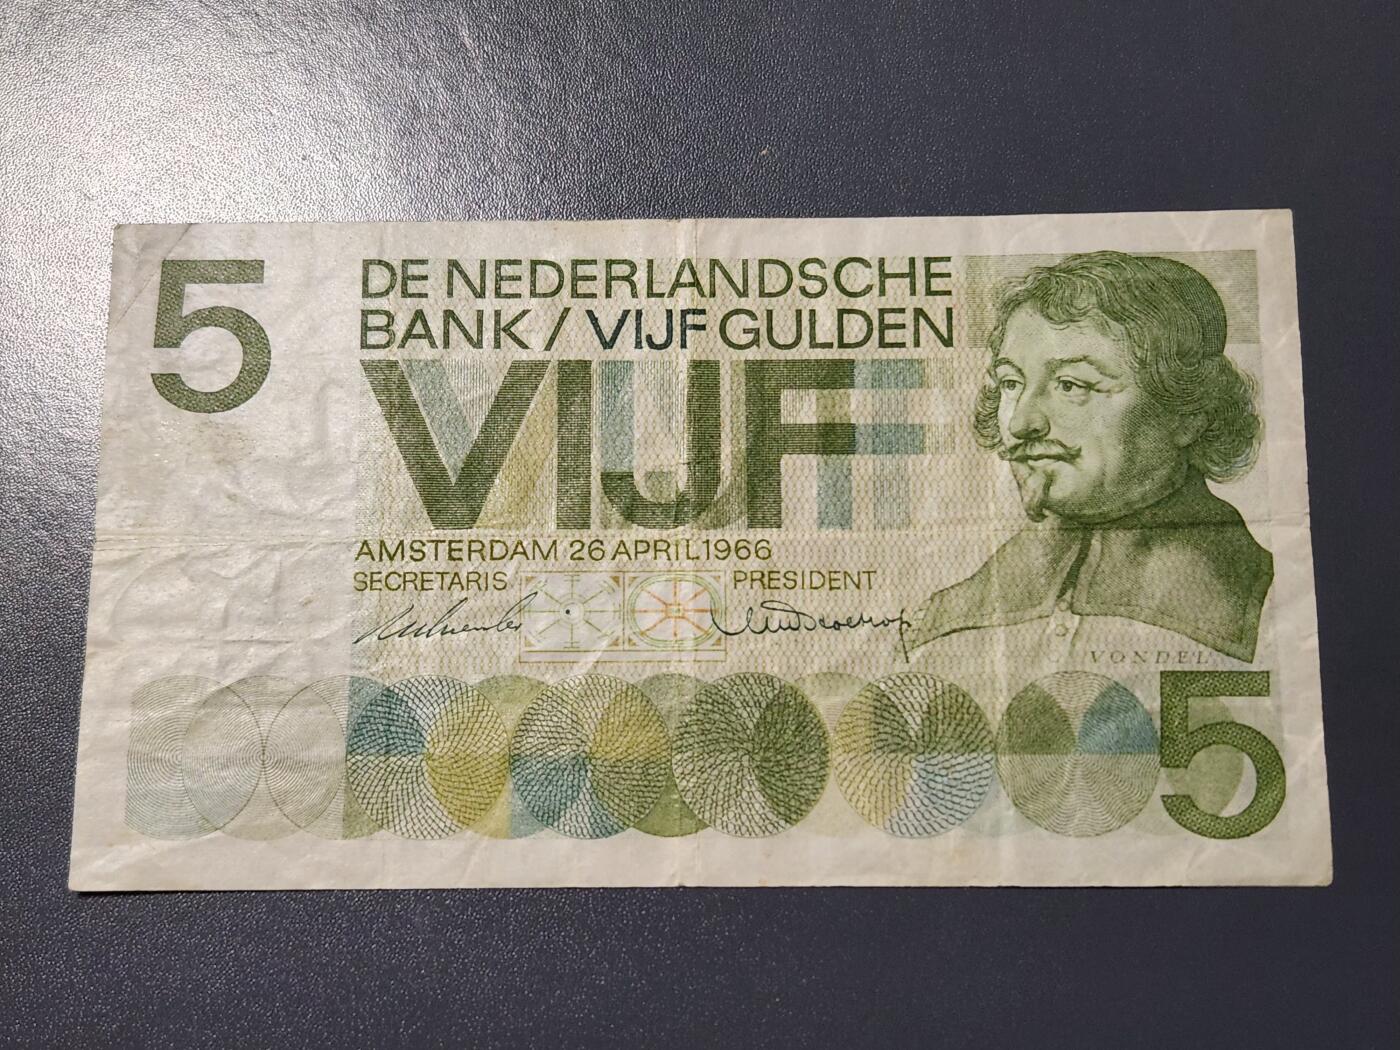 5
DE NEDERLANDSCHE
BANK / VIJF GULDEN
VIJF
AMSTERDAM 26 APRIL 1966
SECRETARIS PRESIDENT
VONDEL
5